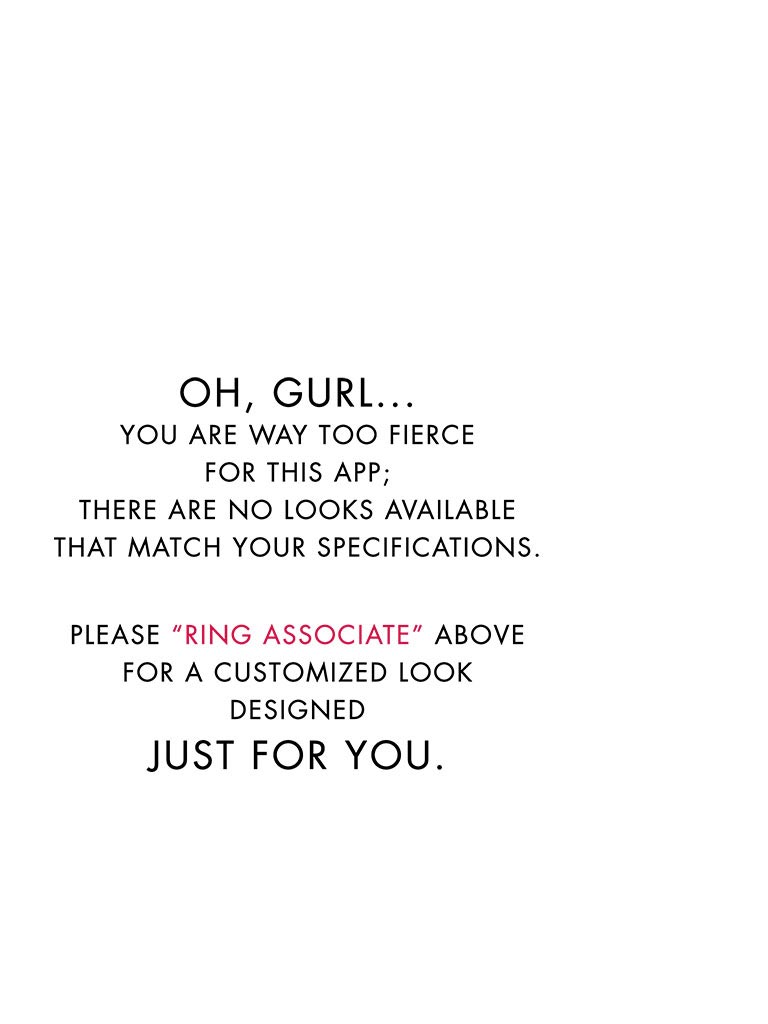 OH, GURL...
YOU ARE WAY TOO FIERCE
FOR THIS APP;
THERE ARE NO LOOKS AVAILABLE
THAT MATCH YOUR SPECIFICATIONS.
PLEASE “RING ASSOCIATE” ABOVE
FOR A CUSTOMIZED LOOK
DESIGNED
JUST FOR YOU.